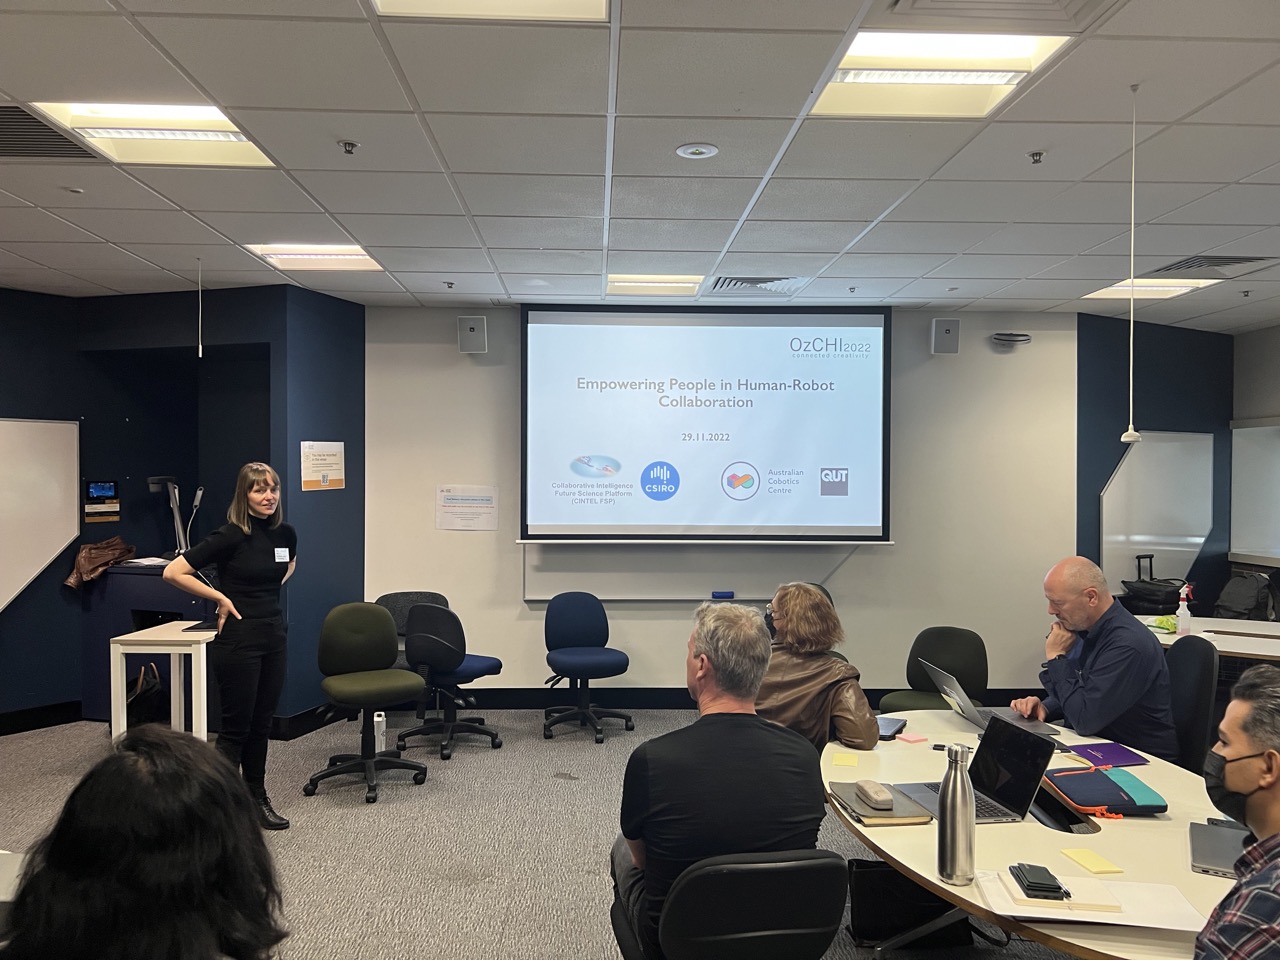 OzCHI2022
connected creativity
Empowering People in Human-Robot
Collaboration
29.11.2022
Collaborative Intelligence
Future Science Platform
(CINTEL FSP)
CSIRO
Australian
Cobotics
Centre
QUT